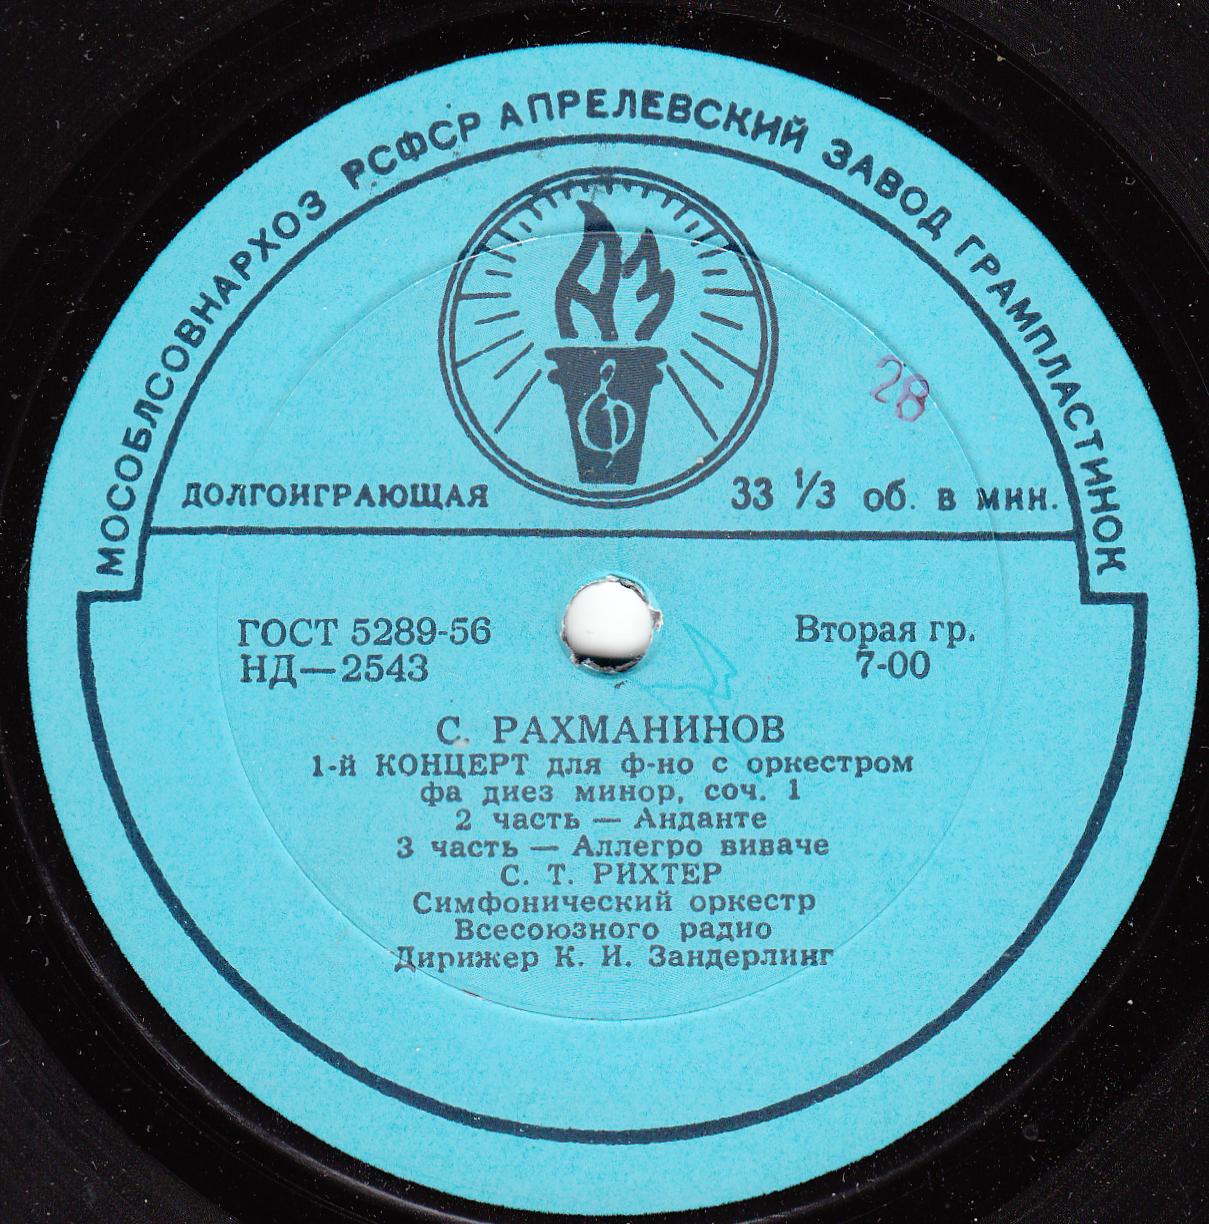 МОСОБЛСОВНАРХОЗ РСФСР АПРЕЛЕВСКИЙ ЗАВОД ГРАМПЛАСТИНОК
АЗ
28
ДОЛГОИГРАЮЩАЯ 33 1/3 об. в мин.
ГОСТ 5289-56 Вторая гр.
НД—2543 7-00
С. РАХМАНИНОВ
1-й КОНЦЕРТ для ф-но с оркестром
фа диез минор, соч. 1
2 часть — Анданте
3 часть — Аллегро виваче
С. Т. РИХТЕР
Симфонический оркестр
Всесоюзного радио
Дирижер К. И. Зандерлинг